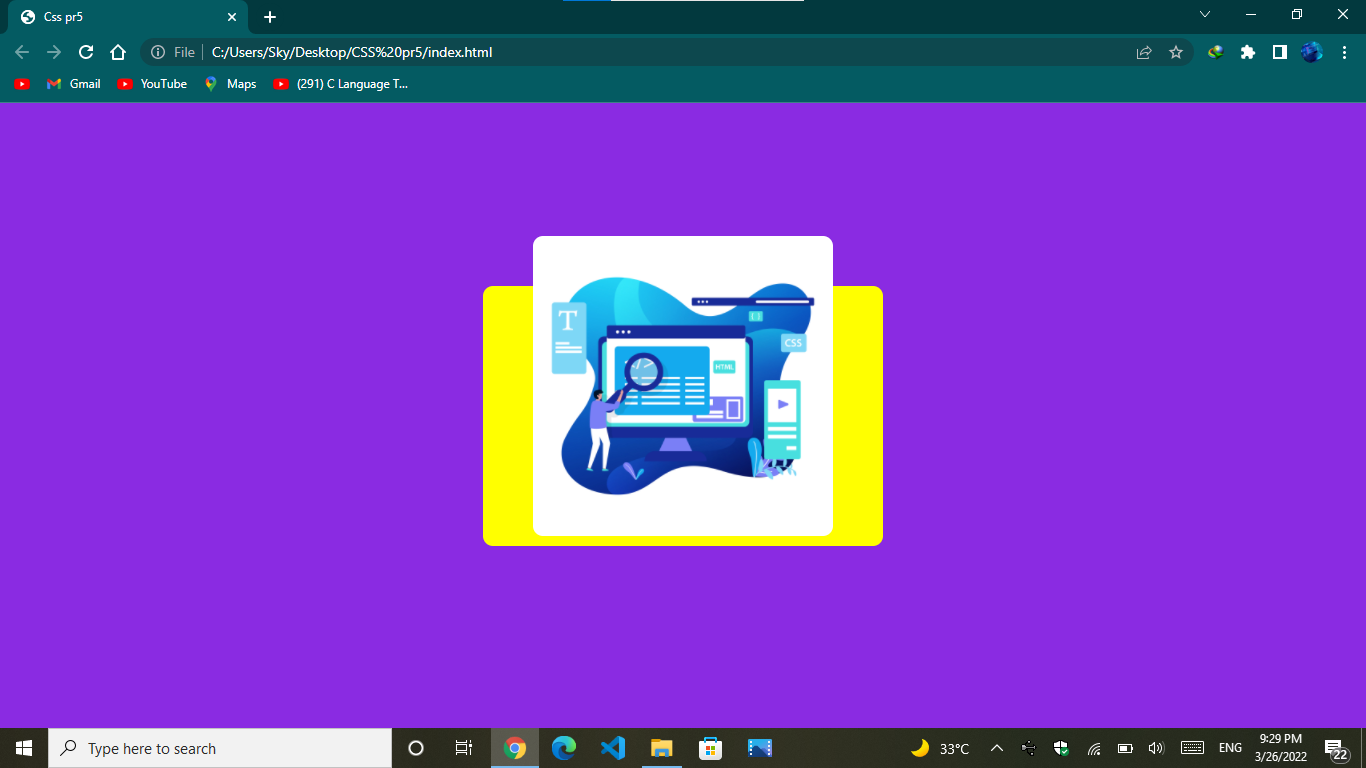 Css pr5
File
C:/Users/Sky/Desktop/CSS%20pr5/index.html
Gmail
YouTube
Maps
(291) C Language T...
T
{ }
CSS
</>
HTML
Type here to search
33°C
ENG
9:29 PM
3/26/2022
22